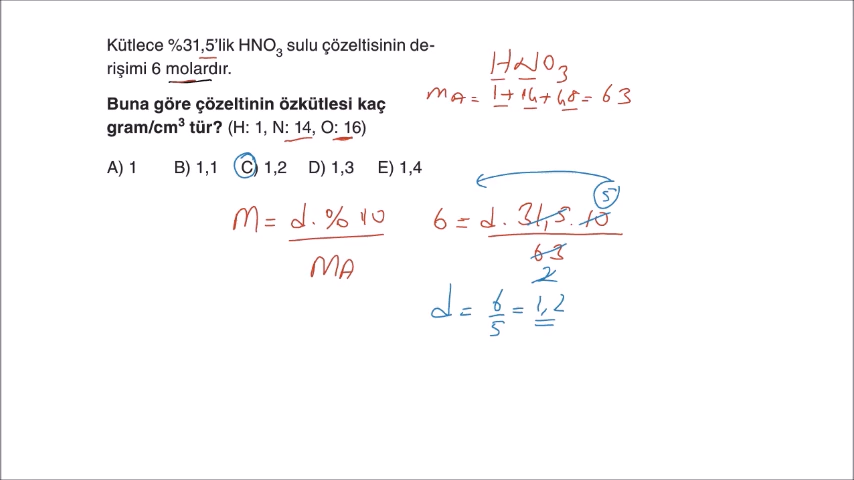 Kütlece %31,5'lik HNO3 sulu çözeltisinin de-
rişimi 6 molardır.
Buna göre çözeltinin özkütlesi kaç
gram/cm³ tür? (H: 1, N: 14, O: 16)
A) 1 B) 1,1 C) 1,2 D) 1,3 E) 1,4
HNO3
MA = 1+14+48 = 63
M = d.%10
MA
6 = d.31,5.10
5
63
2
d = 6/5 = 1,2